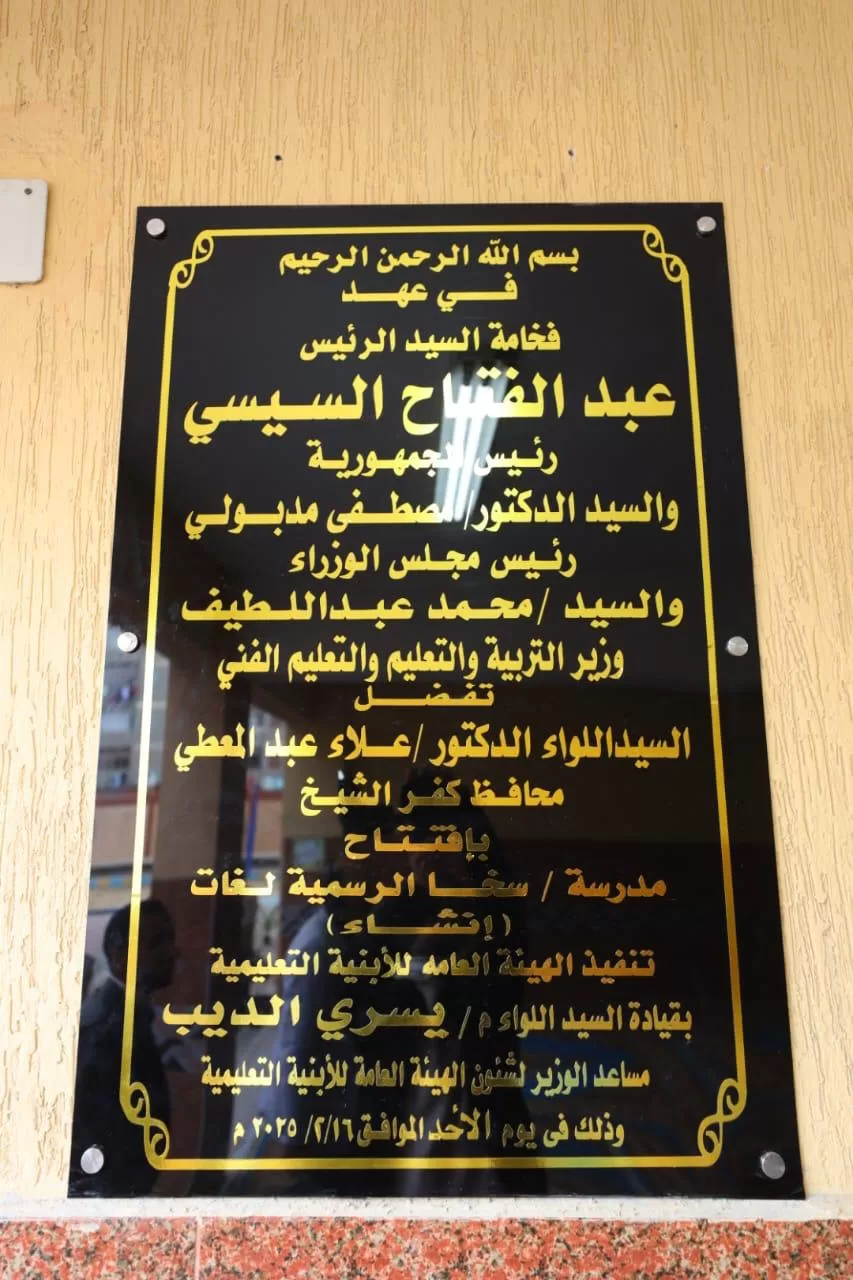 بسم الله الرحمن الرحيم
في عهد
فخامة السيد الرئيس
عبد الفتاح السيسي
رئيس الجمهورية
والسيد الدكتور/ مصطفى مدبولي
رئيس مجلس الوزراء
والسيد /محمد عبداللطيف
وزير التربية والتعليم والتعليم الفني
تفضل
السيداللواء الدكتور /علاء عبد المعطي
محافظ كفر الشيخ
بإفتتاح
مدرسة / سخا الرسمية لغات
(إنشاء)
تنفيذ الهيئة العامه للأبنية التعليمية
بقيادة السيد اللواء م / يسري الديب
مساعد الوزير لشئون الهيئة العامة للأبنية التعليمية
وذلك فى يوم الأحد الموافق ٢/١٦/ ٢٠٢٥ م